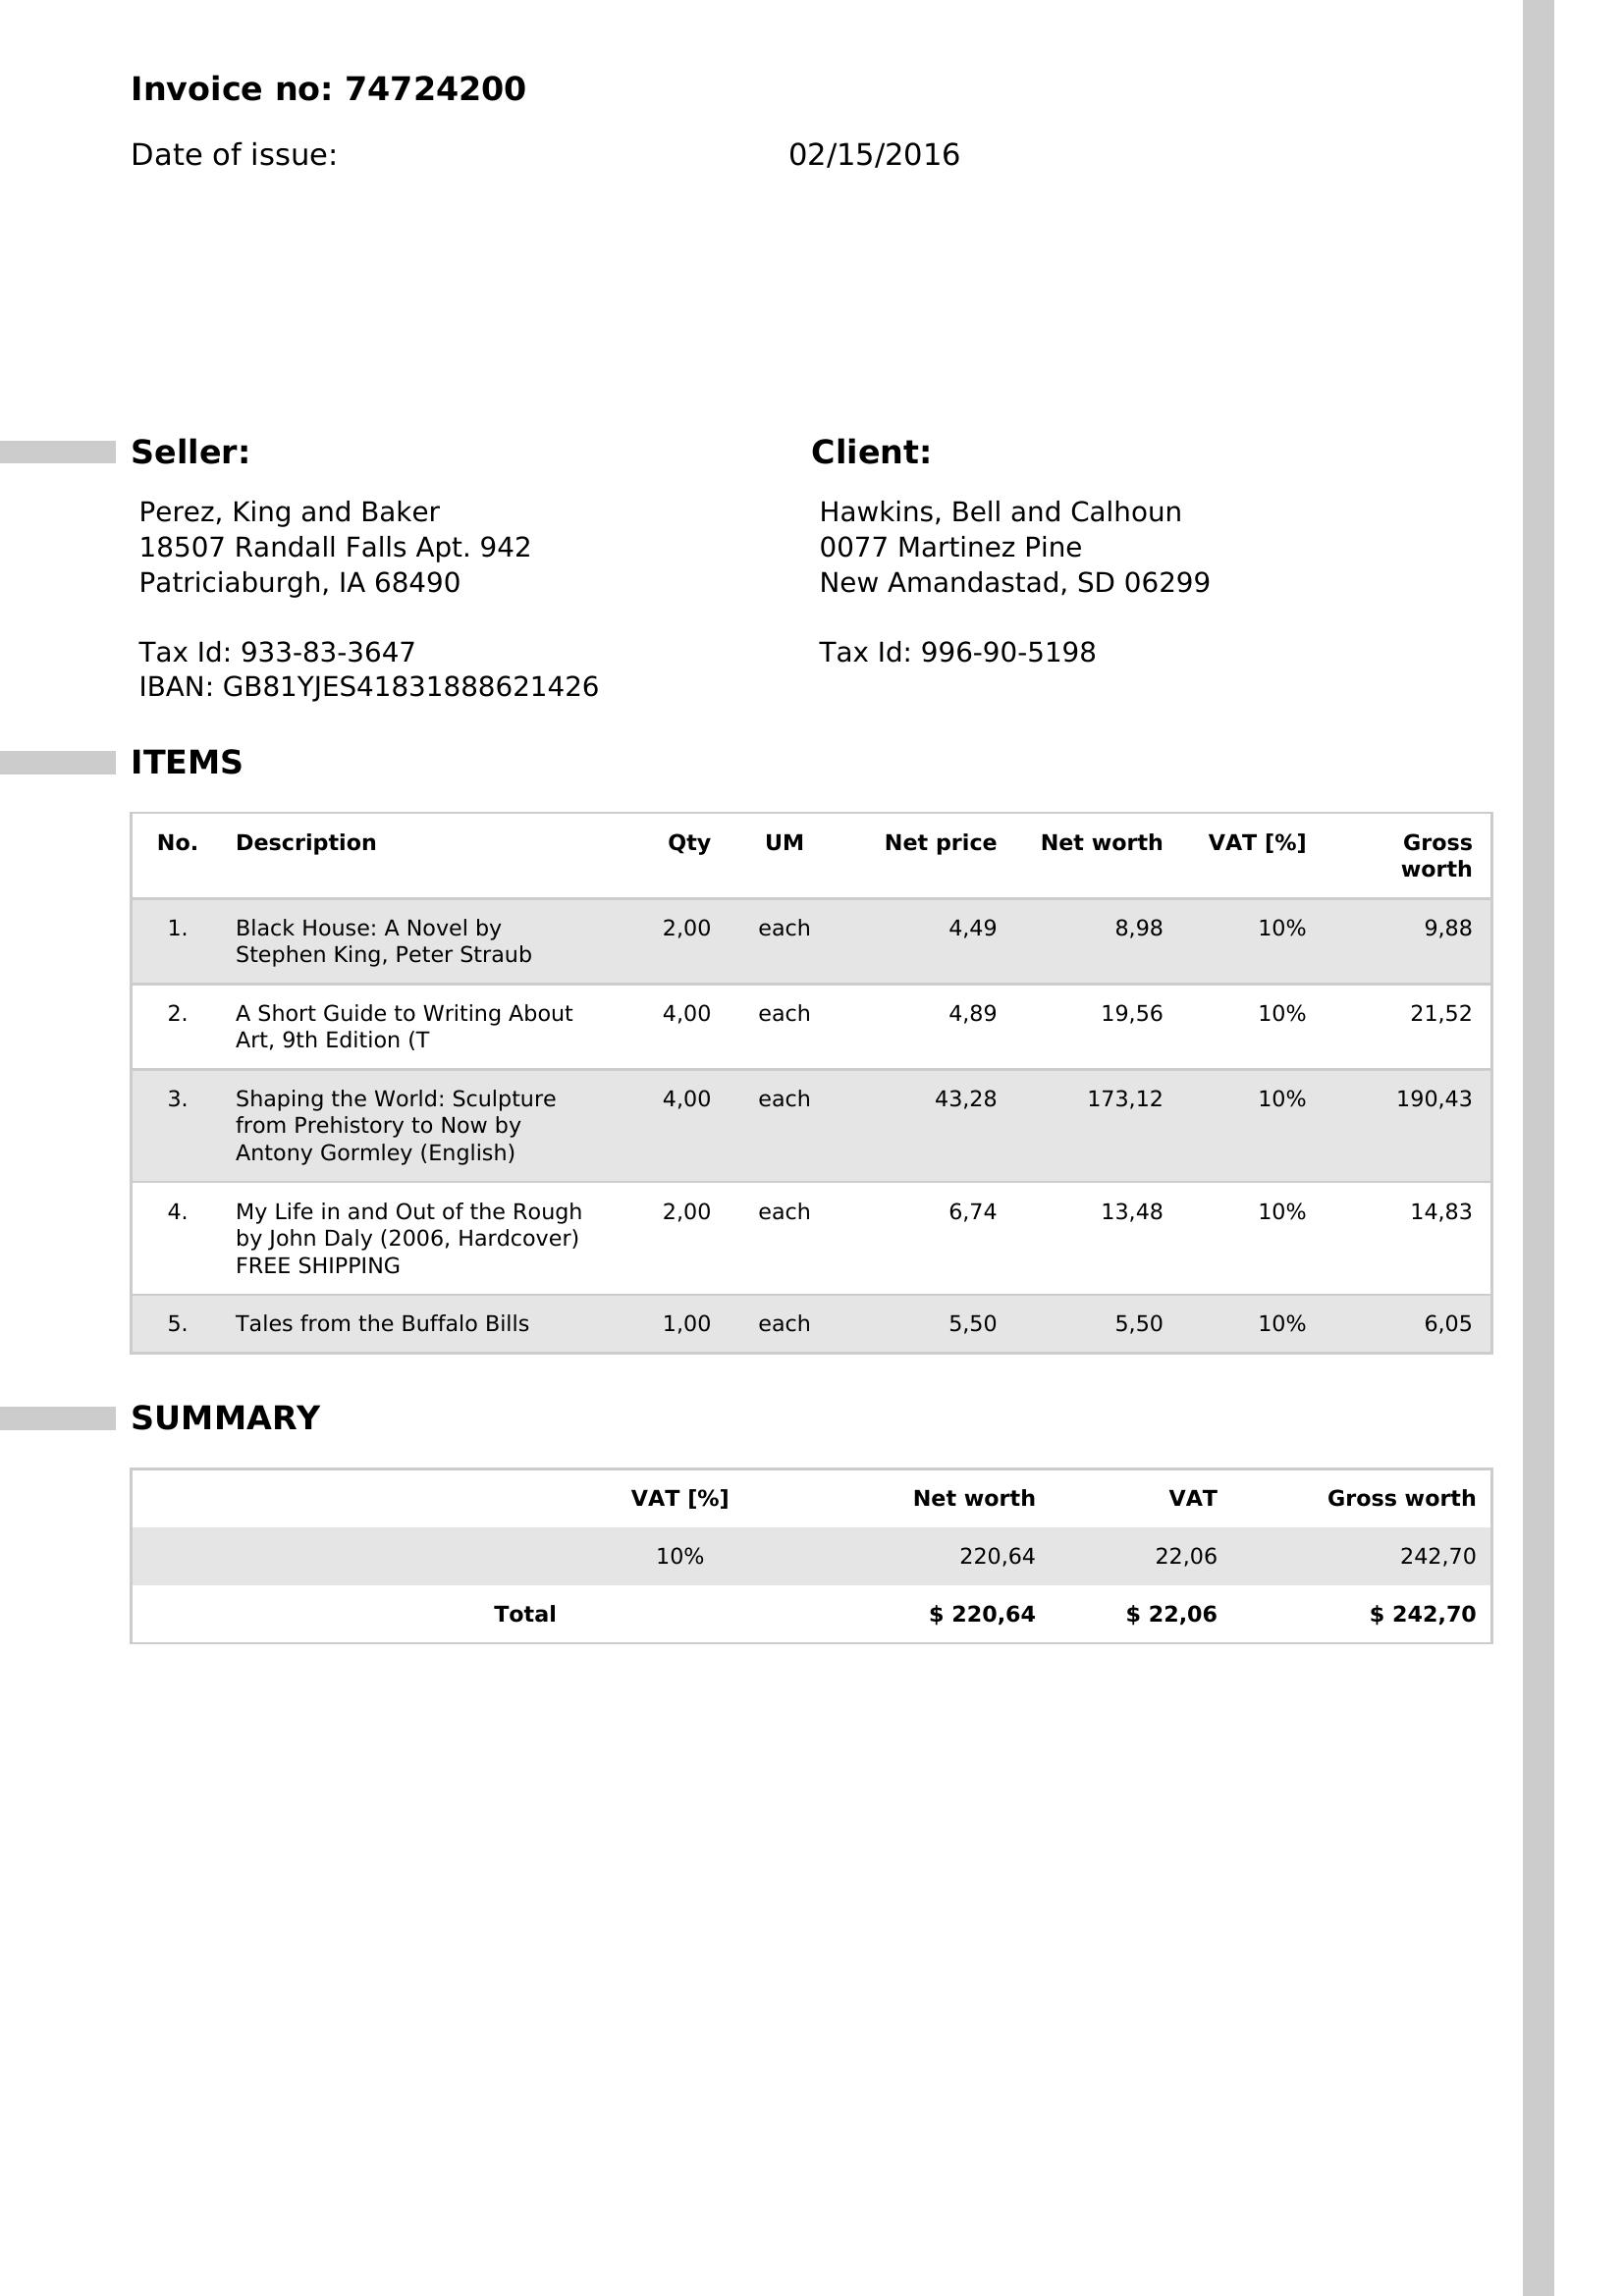 Invoice no: 74724200
Date of issue: 02/15/2016
Seller:
Perez, King and Baker
18507 Randall Falls Apt. 942
Patriciaburgh, IA 68490
Tax Id: 933-83-3647
IBAN: GB81YJES41831888621426
Client:
Hawkins, Bell and Calhoun
0077 Martinez Pine
New Amandastad, SD 06299
Tax Id: 996-90-5198
ITEMS
No. Description Qty UM Net price Net worth VAT [%] Gross
worth
1. Black House: A Novel by 2,00 each 4,49 8,98 10% 9,88
Stephen King, Peter Straub
2. A Short Guide to Writing About 4,00 each 4,89 19,56 10% 21,52
Art, 9th Edition (T
3. Shaping the World: Sculpture 4,00 each 43,28 173,12 10% 190,43
from Prehistory to Now by
Antony Gormley (English)
4. My Life in and Out of the Rough 2,00 each 6,74 13,48 10% 14,83
by John Daly (2006, Hardcover)
FREE SHIPPING
5. Tales from the Buffalo Bills 1,00 each 5,50 5,50 10% 6,05
SUMMARY
VAT [%] Net worth VAT Gross worth
10% 220,64 22,06 242,70
Total $ 220,64 $ 22,06 $ 242,70